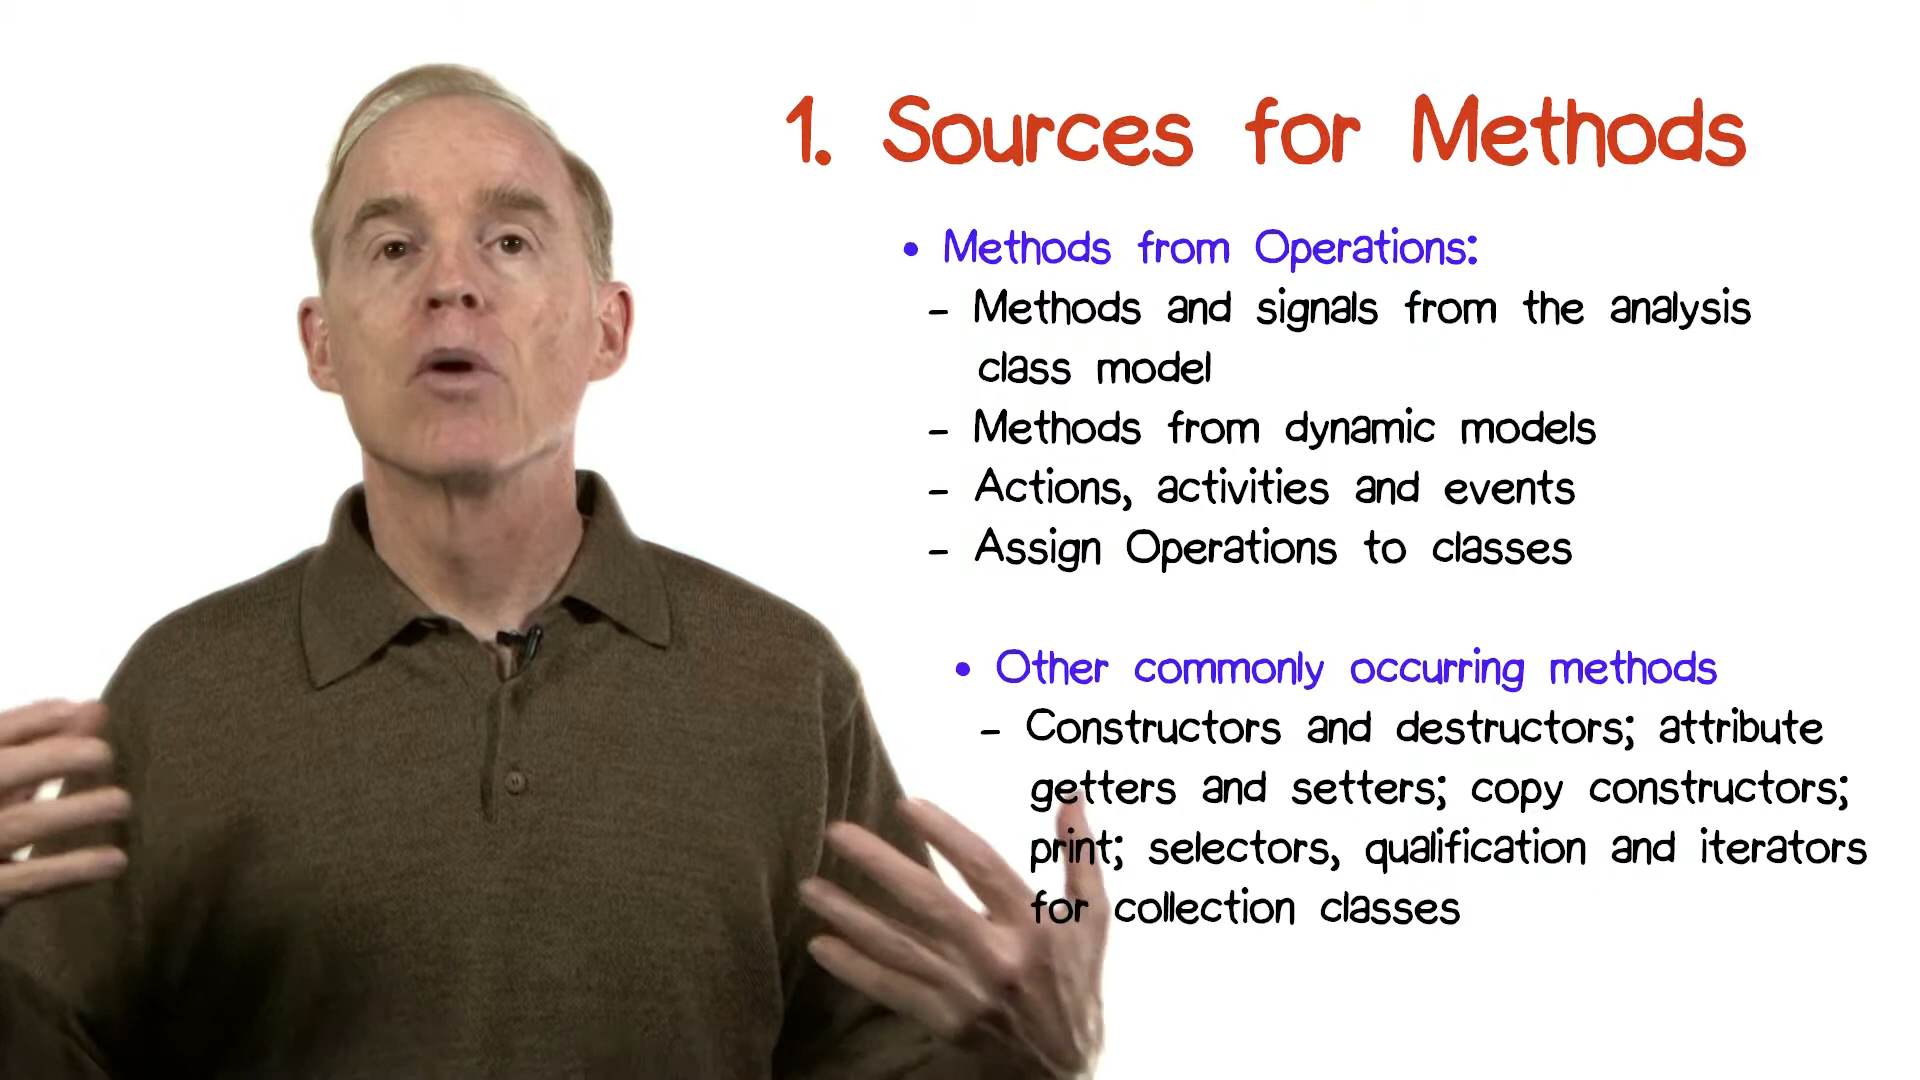 1. Sources for Methods
• Methods from Operations:
- Methods and signals from the analysis
class model
- Methods from dynamic models
- Actions, activities and events
- Assign Operations to classes
• Other commonly occurring methods
- Constructors and destructors; attribute
getters and setters; copy constructors;
print; selectors, qualification and iterators
for collection classes